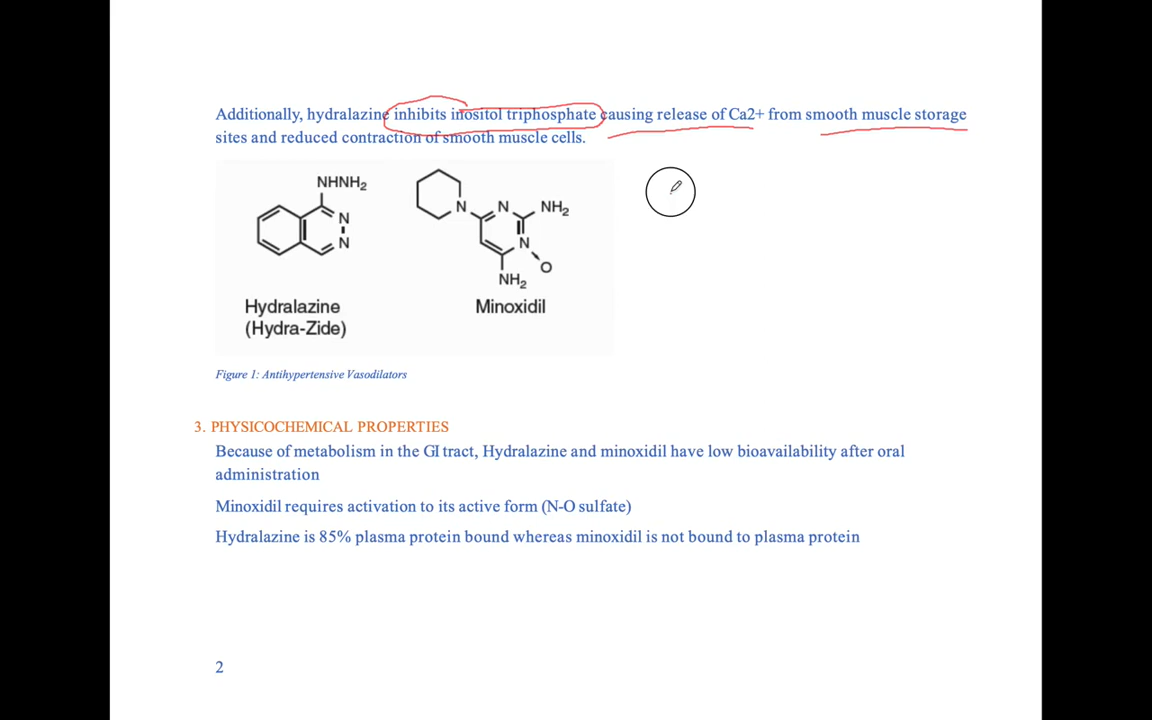 Additionally, hydralazine inhibits inositol triphosphate causing release of Ca2+ from smooth muscle storage
sites and reduced contraction of smooth muscle cells.
NHNH2
N
N
N
N
NH2
N
O
NH2
Hydralazine
(Hydra-Zide)
Minoxidil
Figure 1: Antihypertensive Vasodilators
3. PHYSICOCHEMICAL PROPERTIES
Because of metabolism in the GI tract, Hydralazine and minoxidil have low bioavailability after oral
administration
Minoxidil requires activation to its active form (N-O sulfate)
Hydralazine is 85% plasma protein bound whereas minoxidil is not bound to plasma protein
2